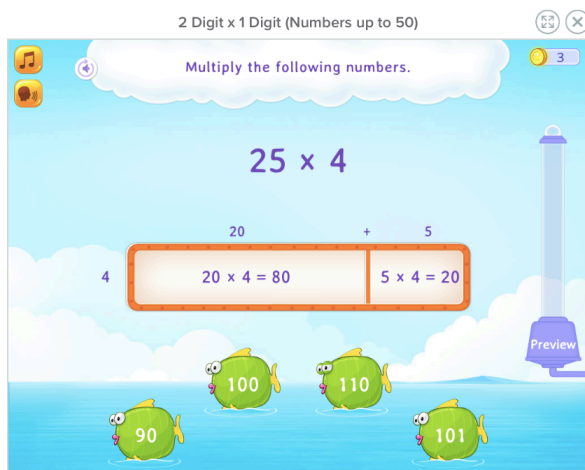 2 Digit x 1 Digit (Numbers up to 50)
3
Multiply the following numbers.
25 × 4
20 + 5
4 20 × 4 = 80 5 × 4 = 20
Preview
100 110
90 101